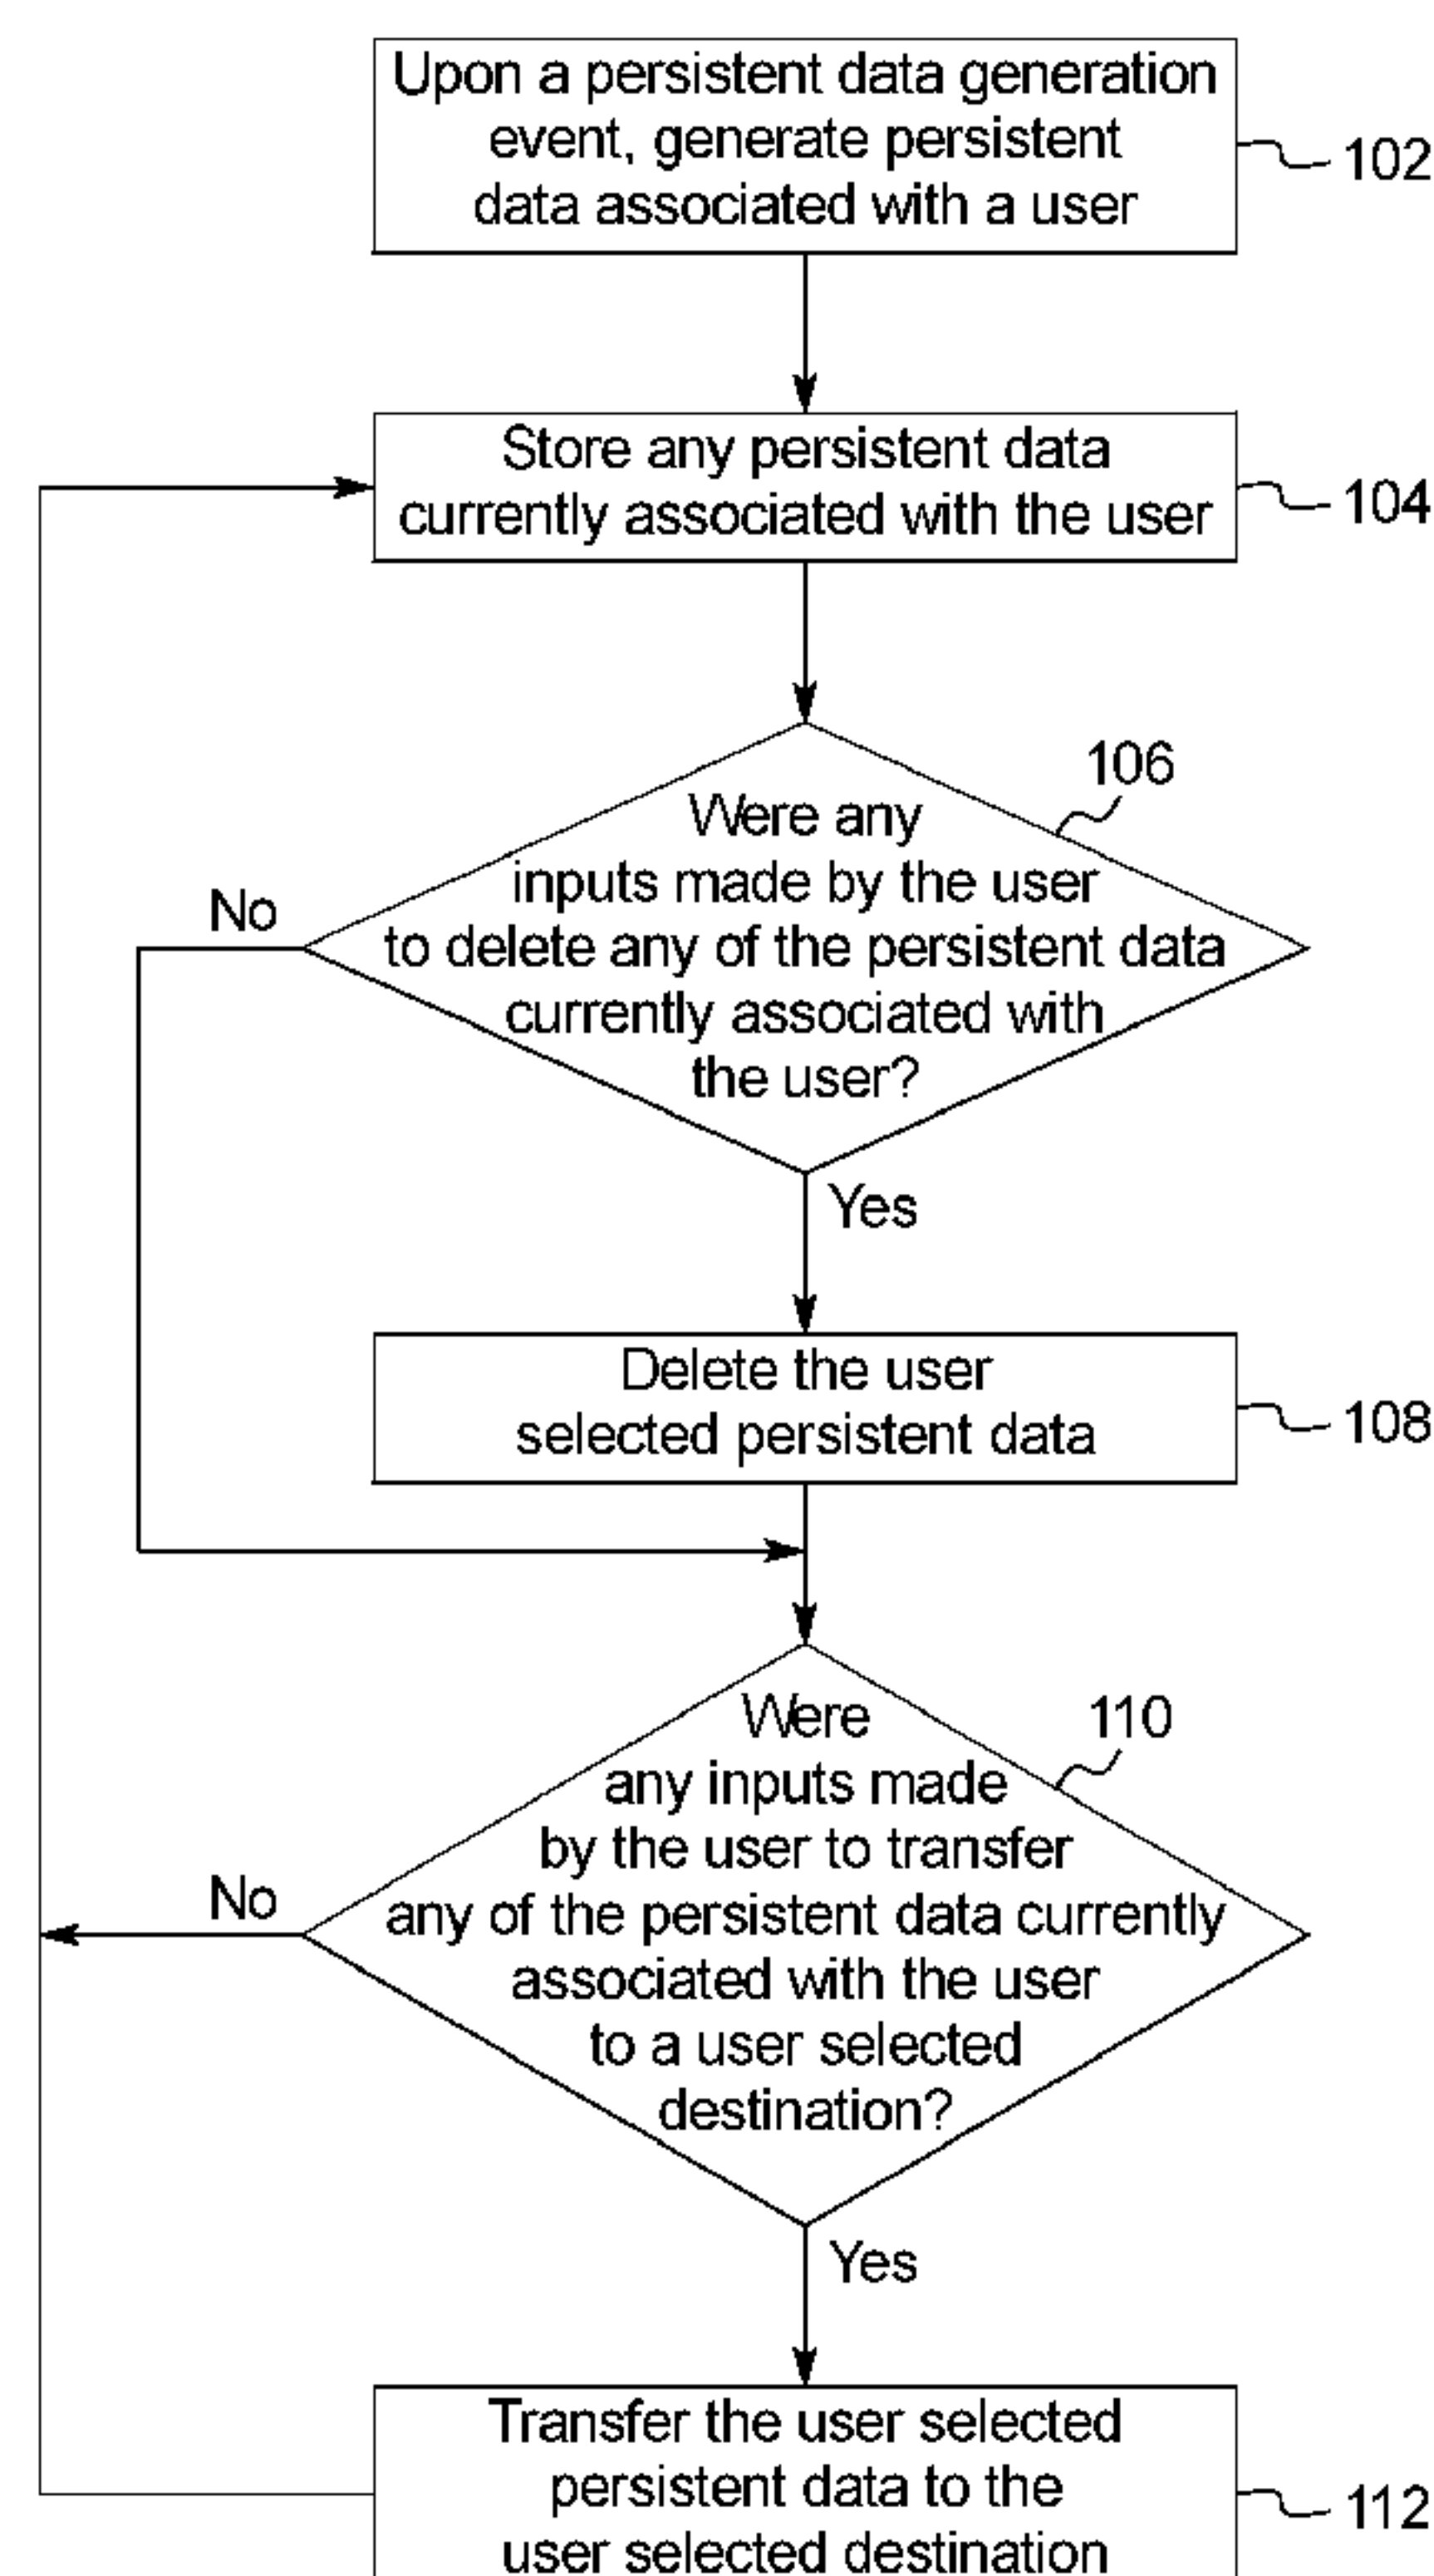 Upon a persistent data generation
event, generate persistent
data associated with a user
102
Store any persistent data
currently associated with the user
104
106
Were any
inputs made by the user
to delete any of the persistent data
currently associated with
the user?
No
Yes
Delete the user
selected persistent data
108
110
Were
any inputs made
by the user to transfer
any of the persistent data currently
associated with the user
to a user selected
destination?
No
Yes
Transfer the user selected
persistent data to the
user selected destination
112